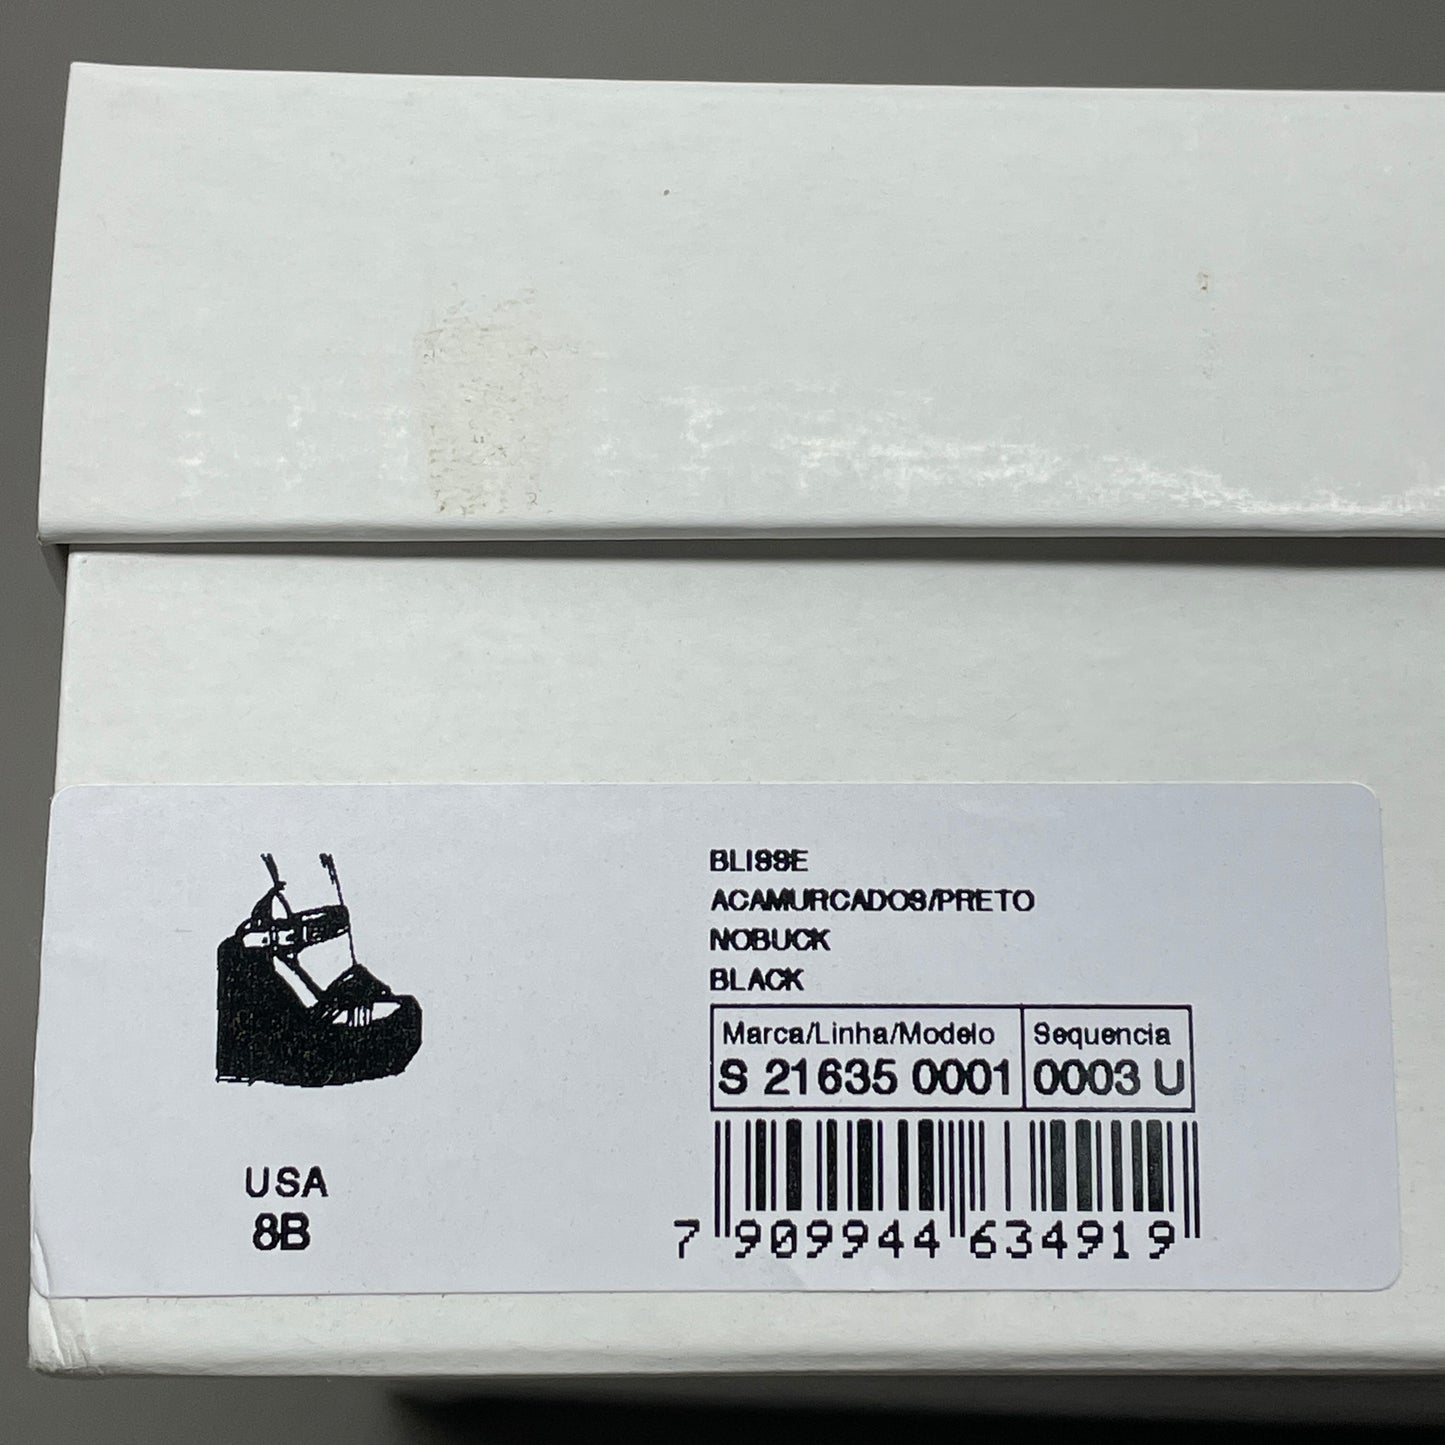 BLISSE
ACAMURCADOS/PRETO
NOBUCK
BLACK
Marca/Linha/Modelo Sequencia
S 21635 0001 0003 U
7 909944 634919
USA
8B